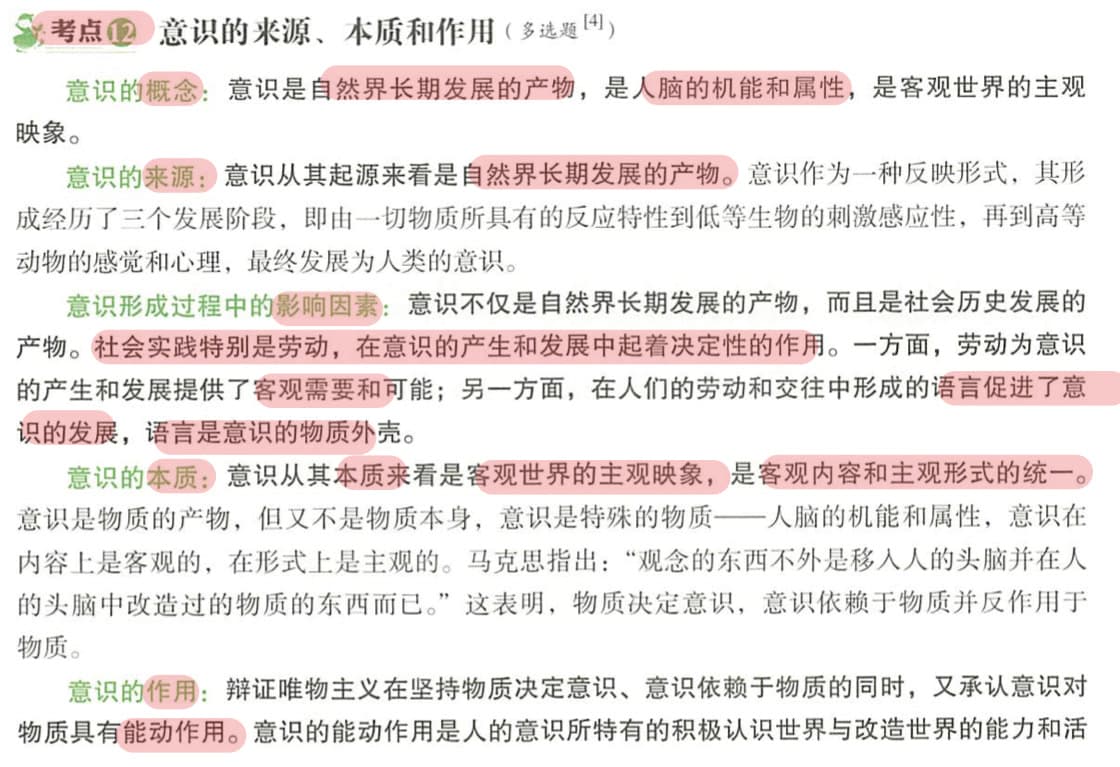 考点12 意识的来源、本质和作用（多选题[4]）
意识的概念：意识是自然界长期发展的产物，是人脑的机能和属性，是客观世界的主观
映象。
意识的来源：意识从其起源来看是自然界长期发展的产物。意识作为一种反映形式，其形
成经历了三个发展阶段，即由一切物质所具有的反应特性到低等生物的刺激感应性，再到高等
动物的感觉和心理，最终发展为人类的意识。
意识形成过程中的影响因素：意识不仅是自然界长期发展的产物，而且是社会历史发展的
产物。社会实践特别是劳动，在意识的产生和发展中起着决定性的作用。一方面，劳动为意识
的产生和发展提供了客观需要和可能；另一方面，在人们的劳动和交往中形成的语言促进了意
识的发展，语言是意识的物质外壳。
意识的本质：意识从其本质来看是客观世界的主观映象，是客观内容和主观形式的统一。
意识是物质的产物，但又不是物质本身，意识是特殊的物质——人脑的机能和属性，意识在
内容上是客观的，在形式上是主观的。马克思指出：“观念的东西不外是移入人的头脑并在人
的头脑中改造过的物质的东西而已。”这表明，物质决定意识，意识依赖于物质并反作用于
物质。
意识的作用：辩证唯物主义在坚持物质决定意识、意识依赖于物质的同时，又承认意识对
物质具有能动作用。意识的能动作用是人的意识所特有的积极认识世界与改造世界的能力和活